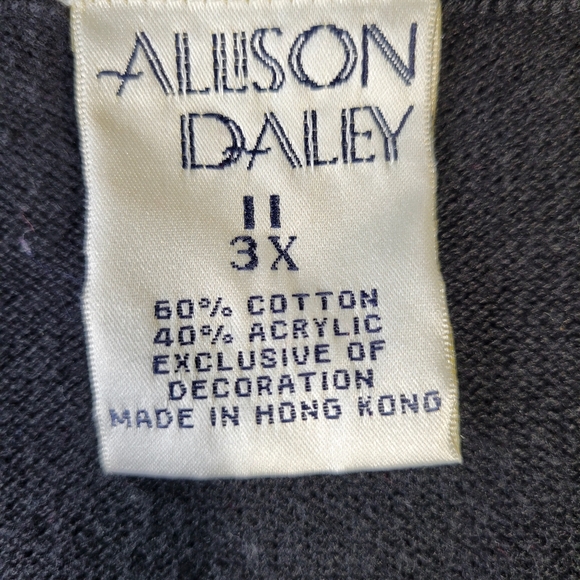 ALLISON
DALEY
II
3X
60% COTTON
40% ACRYLIC
EXCLUSIVE OF
DECORATION
MADE IN HONG KONG